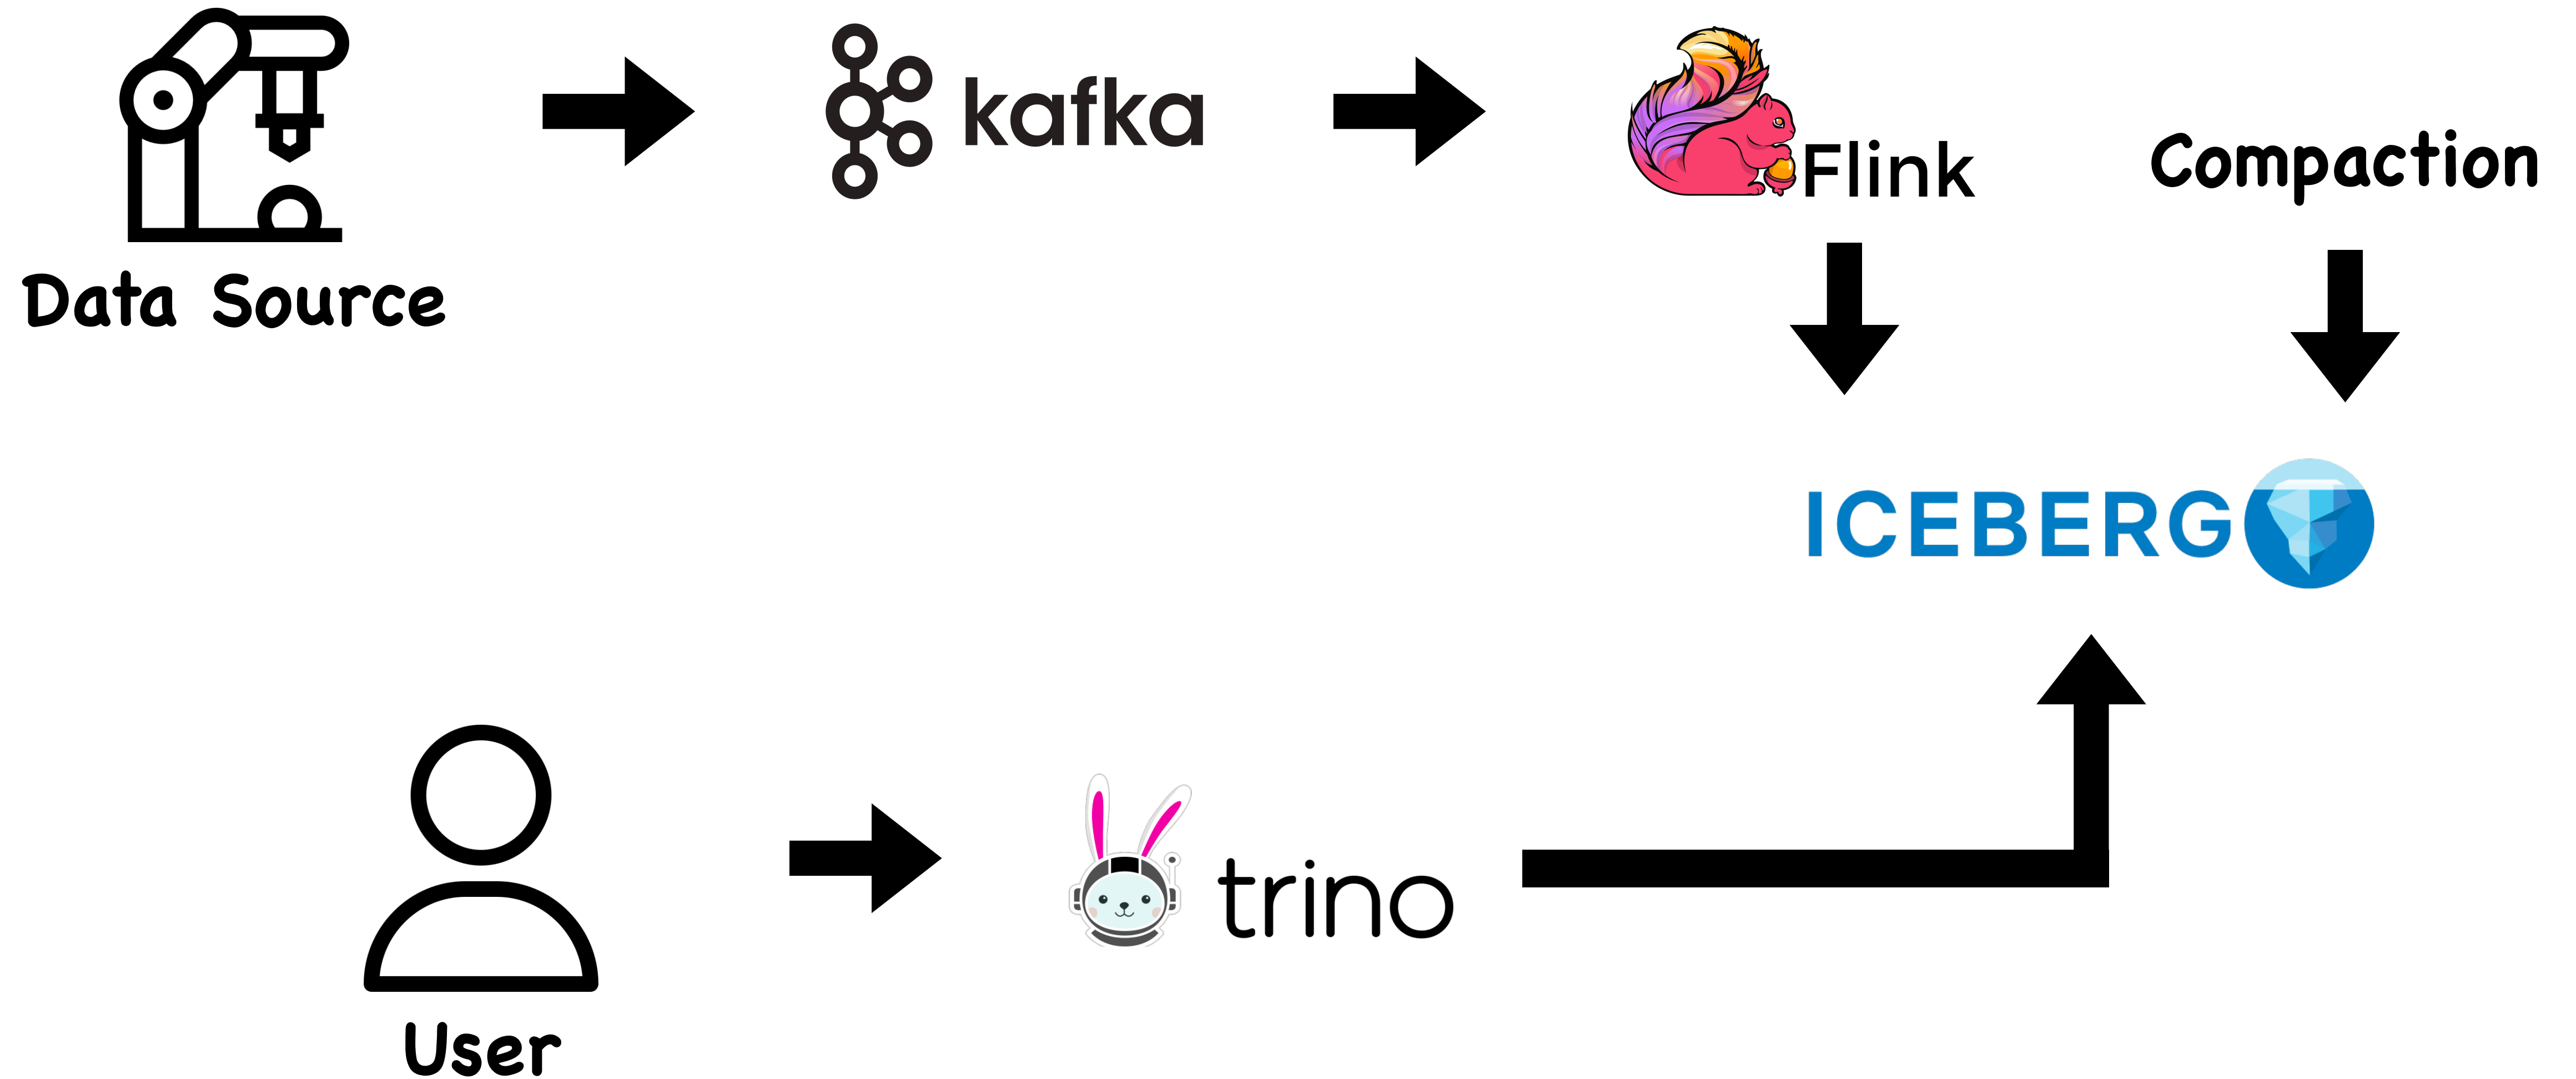 kafka
Flink
Compaction
Data Source
ICEBERG
trino
User